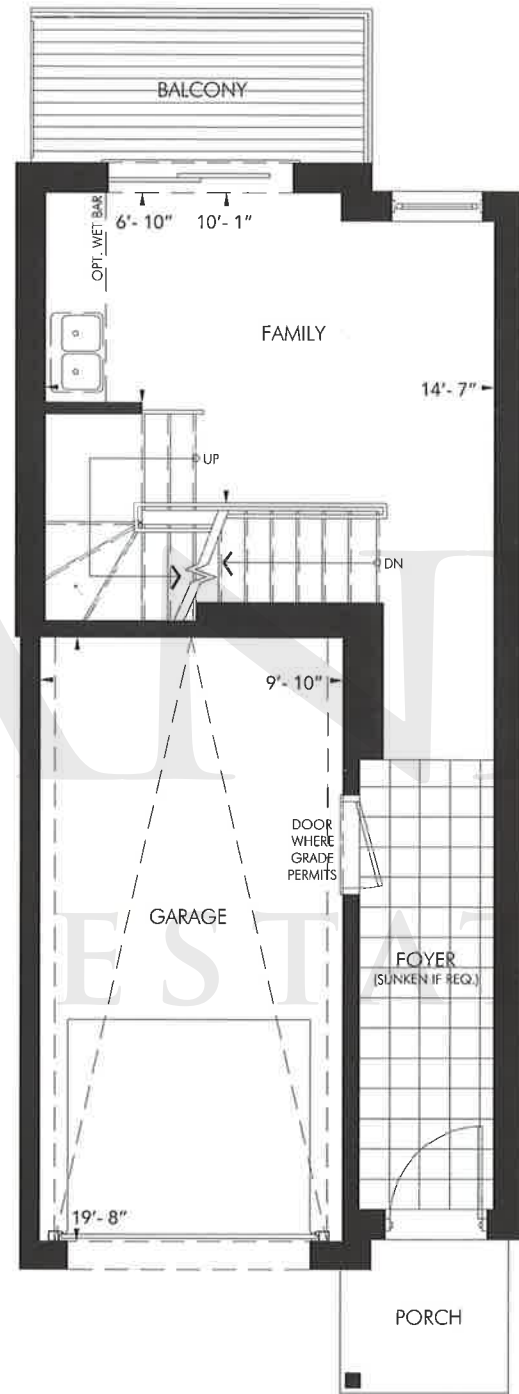 BALCONY
OPT. WET BAR
6'- 10"
10'- 1"
FAMILY
14'- 7"
UP
DN
9'- 10"
DOOR
WHERE
GRADE
PERMITS
GARAGE
FOYER
(SUNKEN IF REQ.)
19'- 8"
PORCH